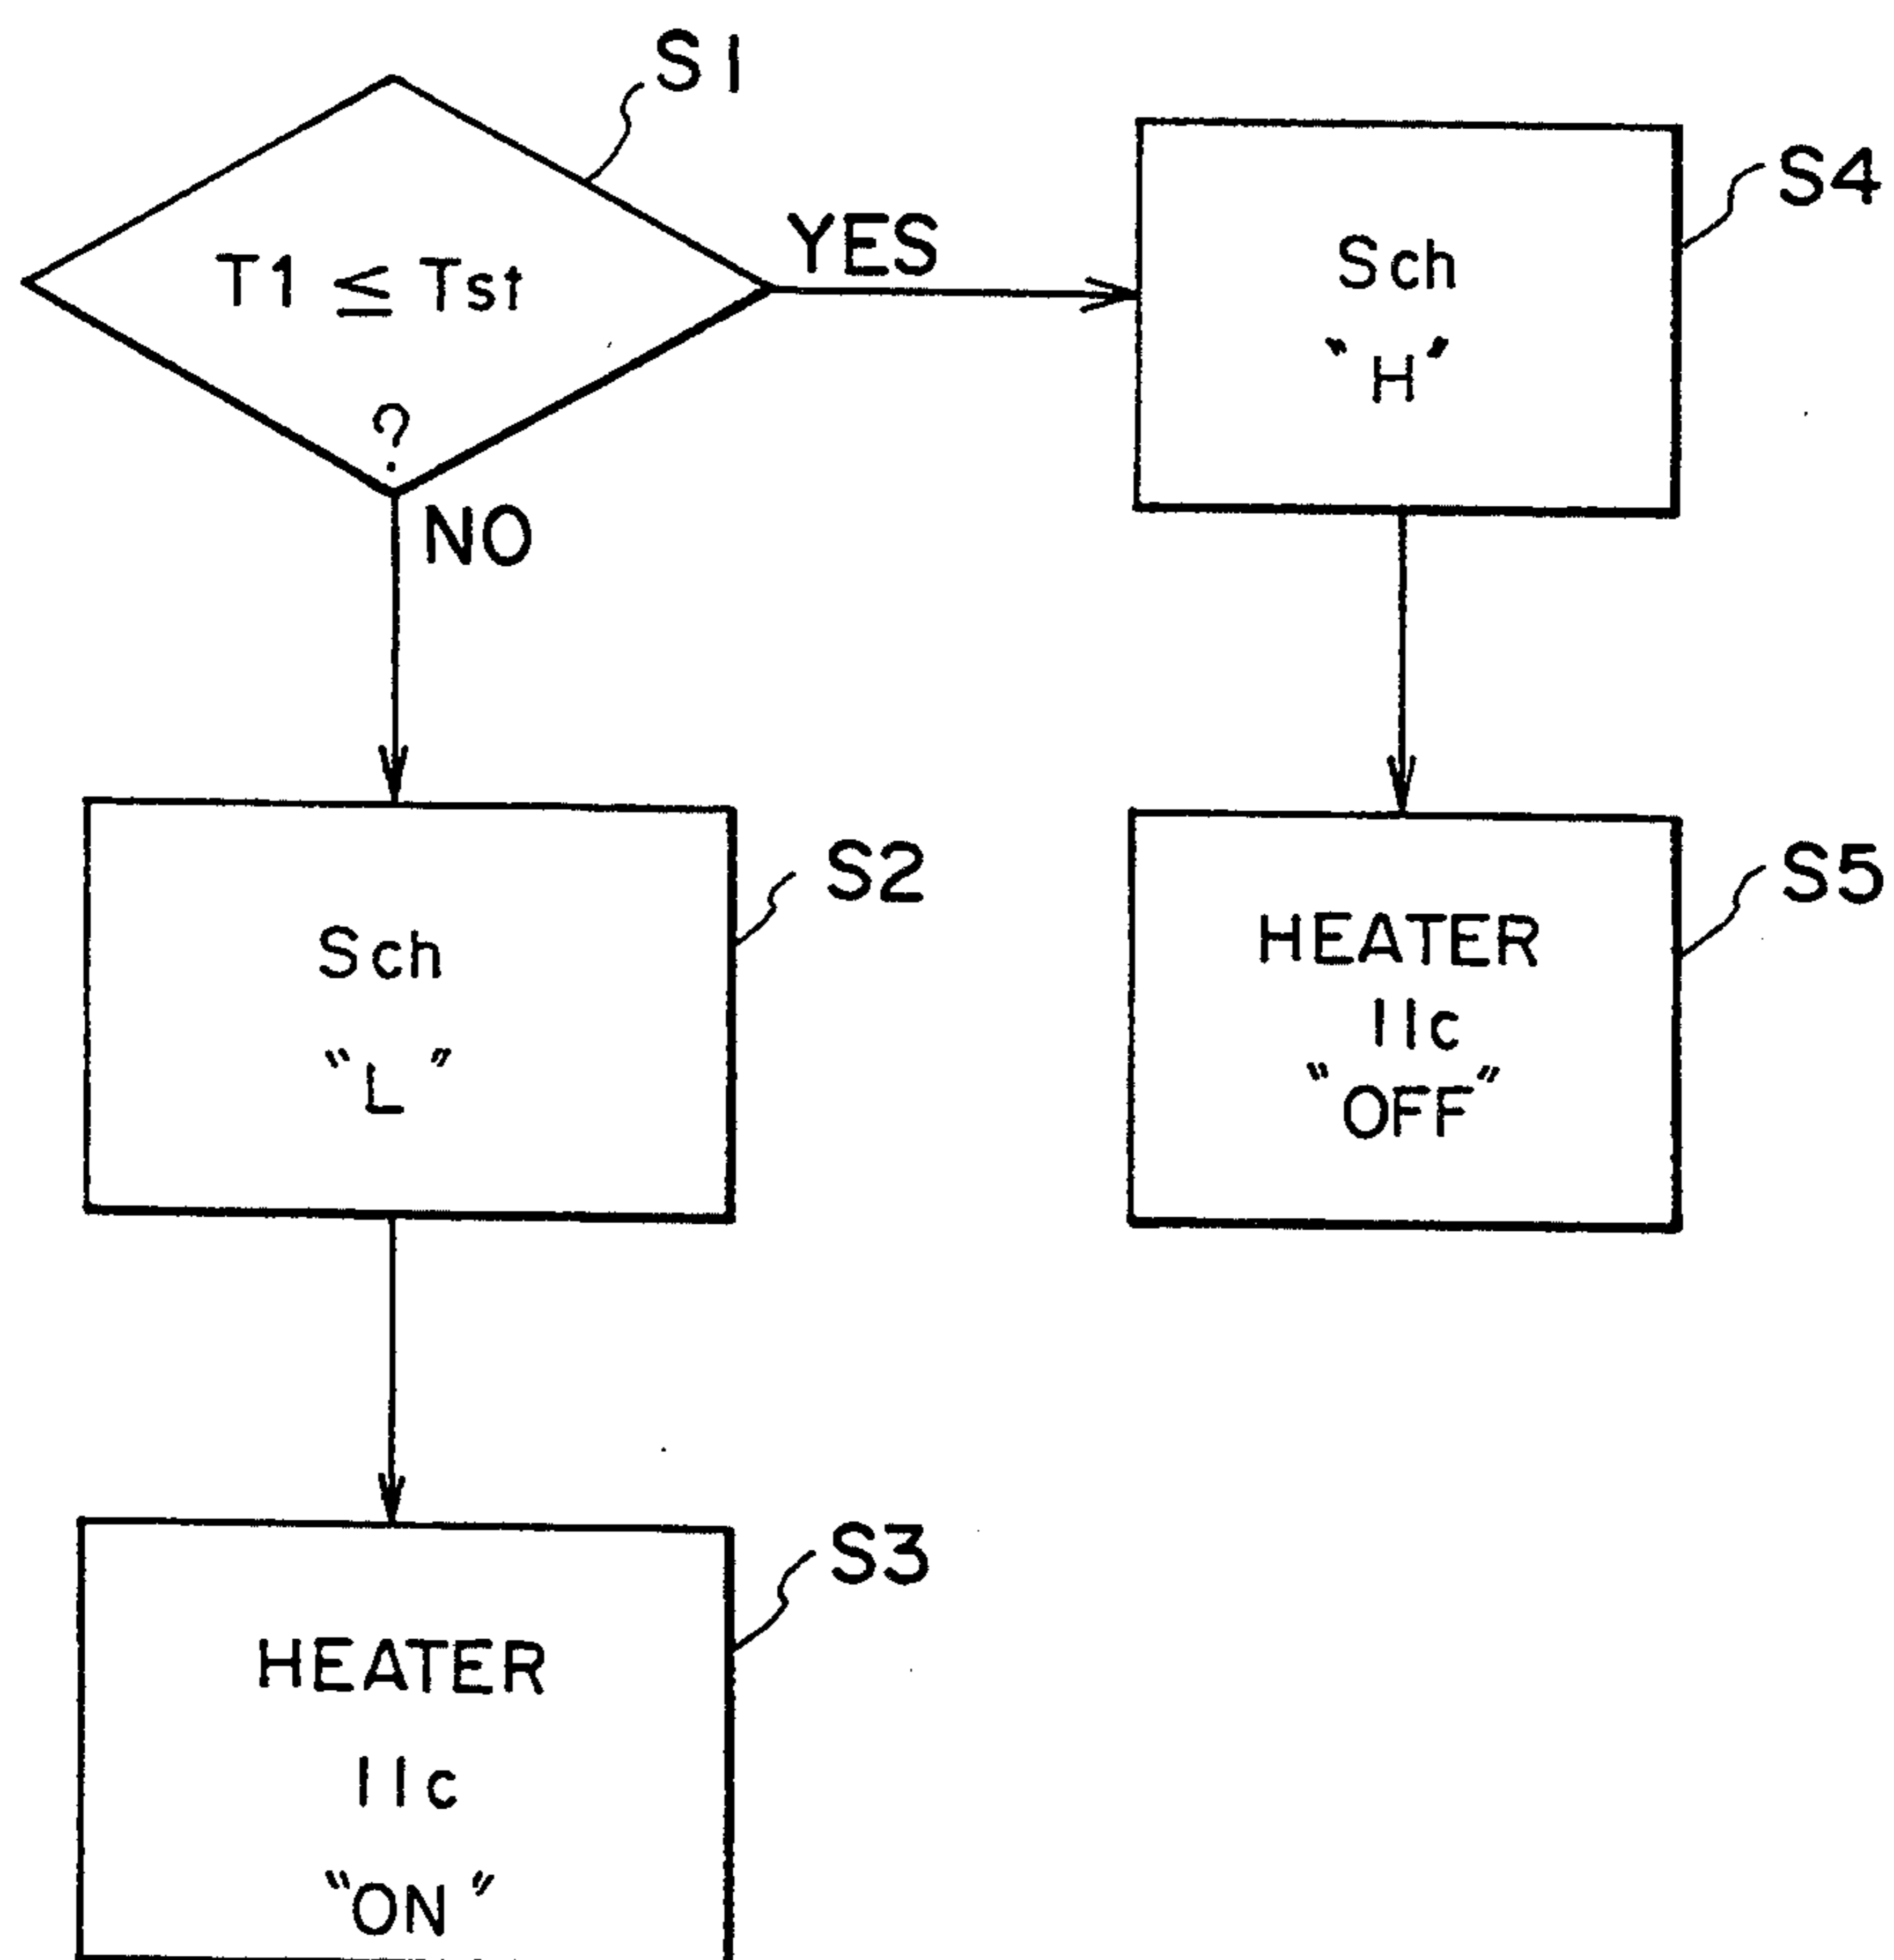 S1
T1 ≤ Tst
?
YES
NO
S4
Sch
"H"
S2
Sch
"L"
S5
HEATER
11c
"OFF"
S3
HEATER
11c
"ON"